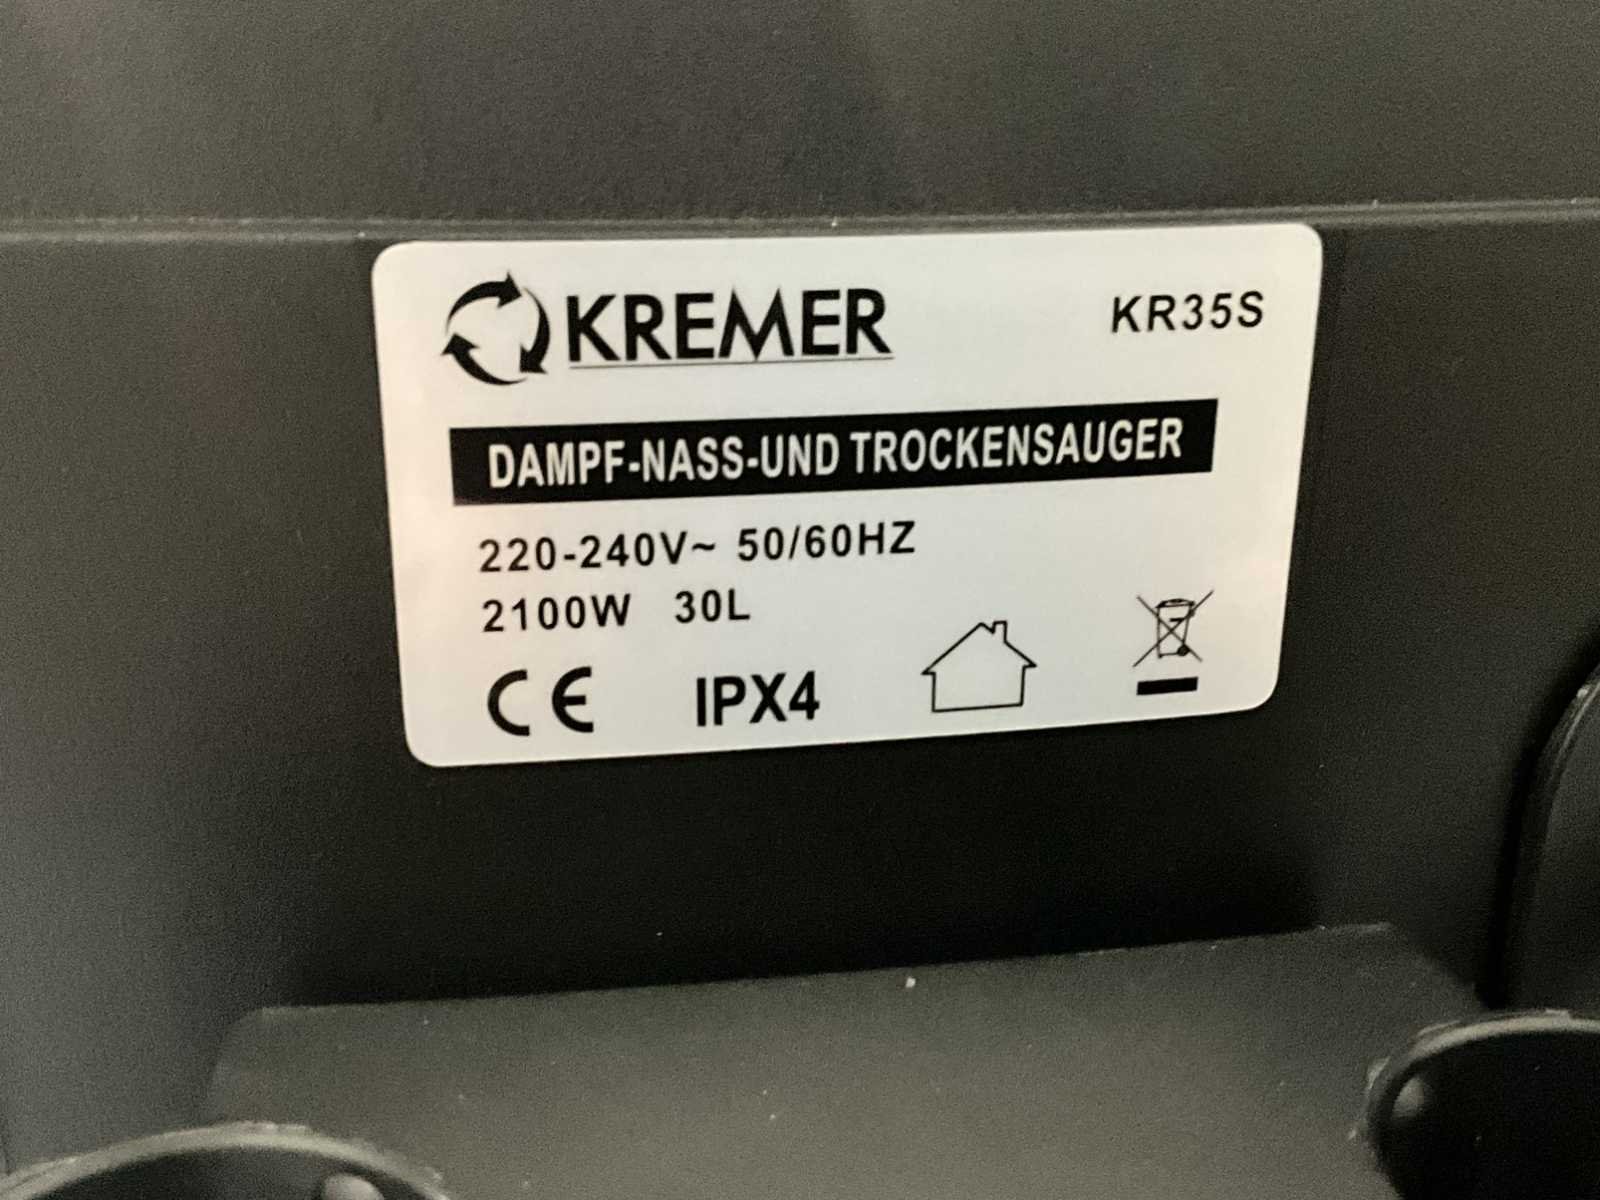 KREMER KR35S
DAMPF-NASS-UND TROCKENSAUGER
220-240V~ 50/60HZ
2100W 30L
CE IPX4